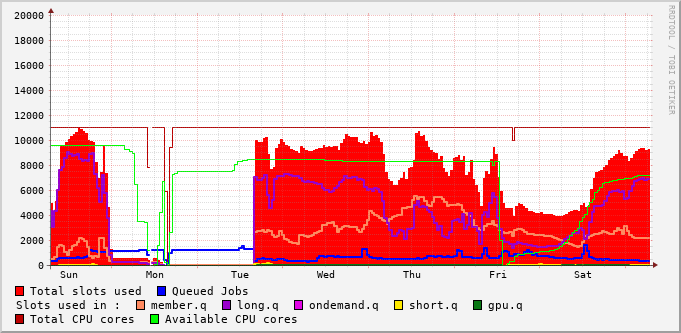 20000
18000
16000
14000
12000
10000
8000
6000
4000
2000
0
Sun Mon Tue Wed Thu Fri Sat
RRDTOOL / TOBI OETIKER
Total slots used Queued Jobs
Slots used in : member.q long.q ondemand.q short.q gpu.q
Total CPU cores Available CPU cores